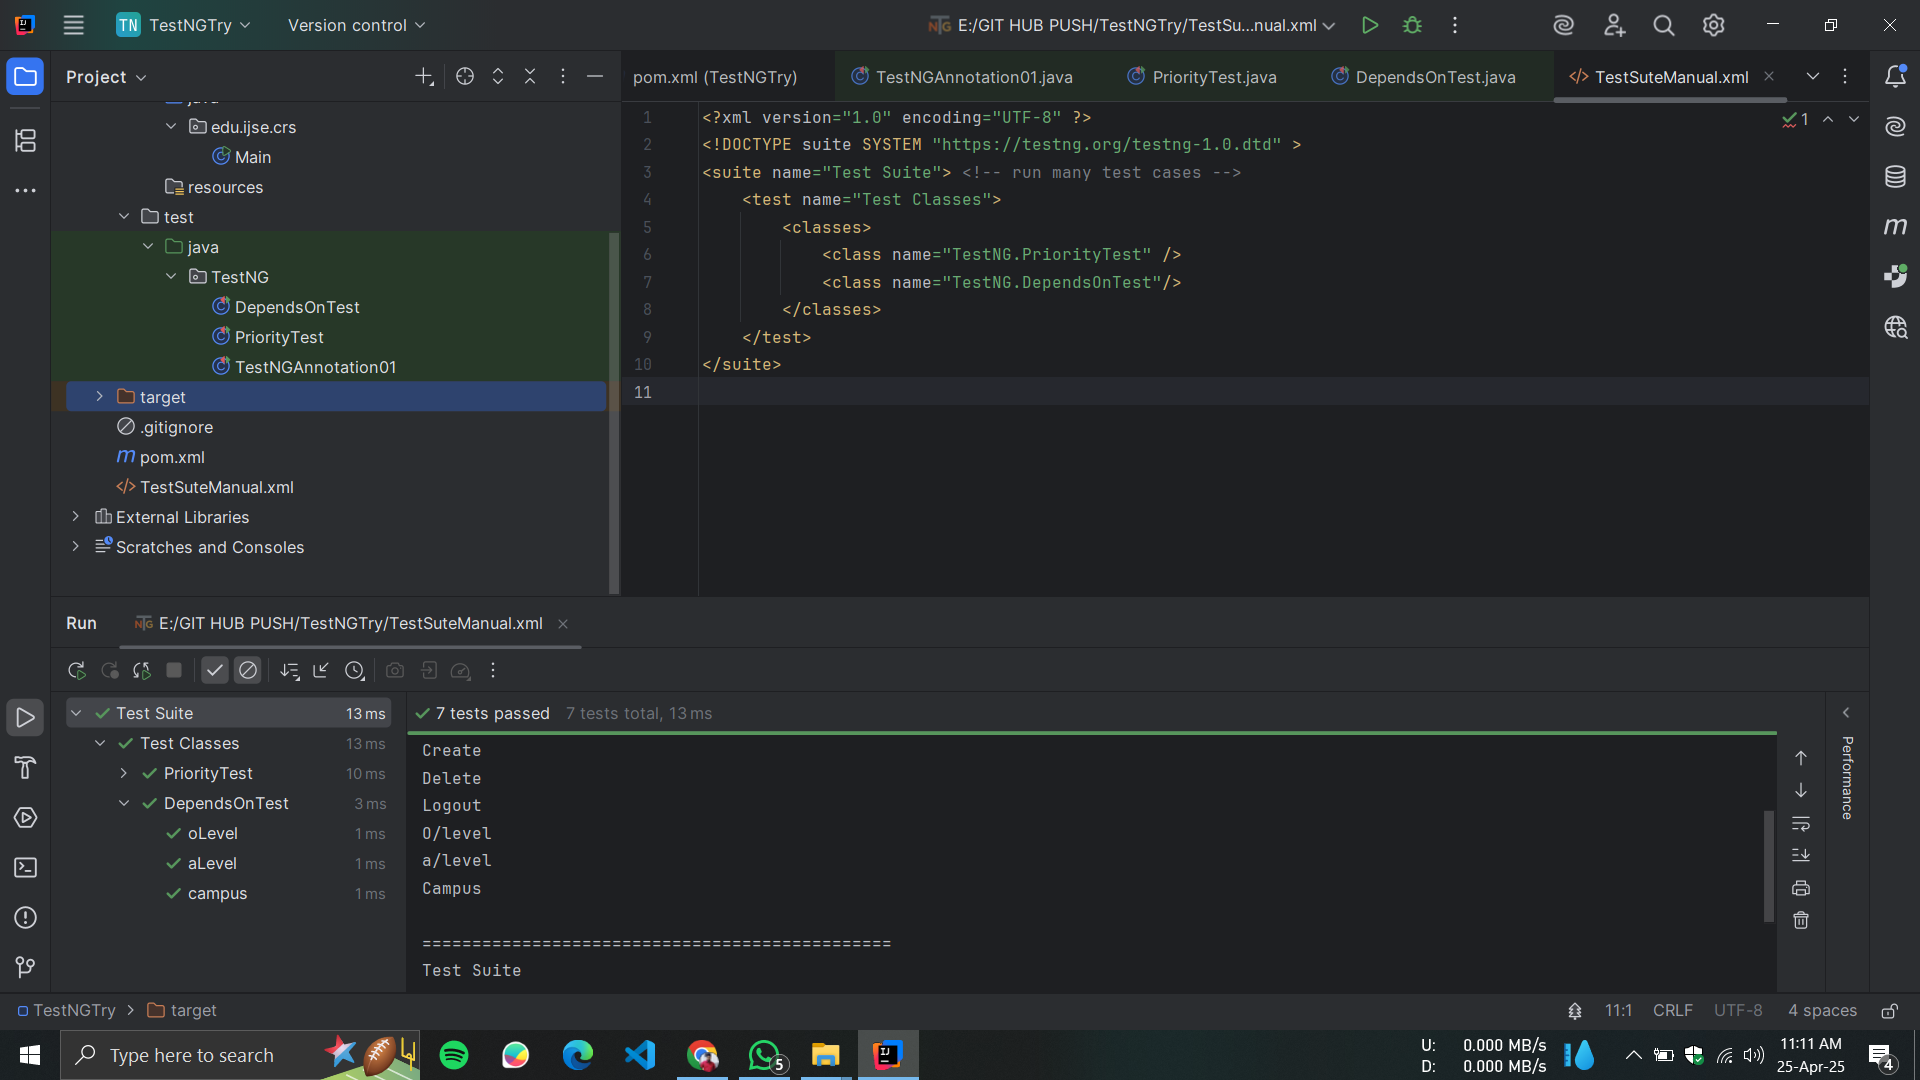 TN TestNGTry
Version control
E:/GIT HUB PUSH/TestNGTry/TestSu...nual.xml
Project
pom.xml (TestNGTry)
TestNGAnnotation01.java
PriorityTest.java
DependsOnTest.java
TestSuteManual.xml
java
edu.ijse.crs
Main
resources
test
java
TestNG
DependsOnTest
PriorityTest
TestNGAnnotation01
target
.gitignore
pom.xml
TestSuteManual.xml
External Libraries
Scratches and Consoles
1 <?xml version="1.0" encoding="UTF-8" ?>
2 <!DOCTYPE suite SYSTEM "https://testng.org/testng-1.0.dtd" >
3 <suite name="Test Suite"> <!-- run many test cases -->
4 <test name="Test Classes">
5 <classes>
6 <class name="TestNG.PriorityTest" />
7 <class name="TestNG.DependsOnTest"/>
8 </classes>
9 </test>
10 </suite>
11
1
Run
E:/GIT HUB PUSH/TestNGTry/TestSuteManual.xml
Test Suite 13 ms
Test Classes 13 ms
PriorityTest 10 ms
DependsOnTest 3 ms
oLevel 1 ms
aLevel 1 ms
campus 1 ms
7 tests passed 7 tests total, 13 ms
Create
Delete
Logout
O/level
a/level
Campus
===============================================
Test Suite
Performance
TestNGTry > target
11:1 CRLF UTF-8 4 spaces
Type here to search
5
U: 0.000 MB/s
D: 0.000 MB/s
11:11 AM
25-Apr-25
4